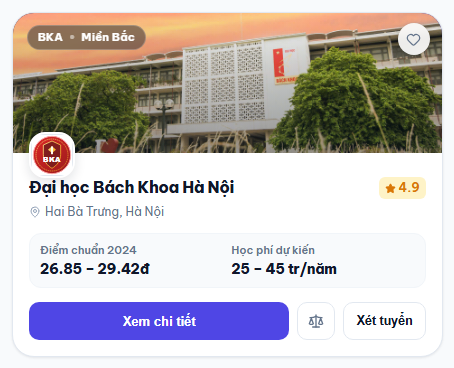 BKA • Miền Bắc
BKA
Đại học Bách Khoa Hà Nội
★ 4.9
Hai Bà Trưng, Hà Nội
Điểm chuẩn 2024
Học phí dự kiến
26.85 – 29.42đ
25 – 45 tr/năm
Xem chi tiết
Xét tuyển